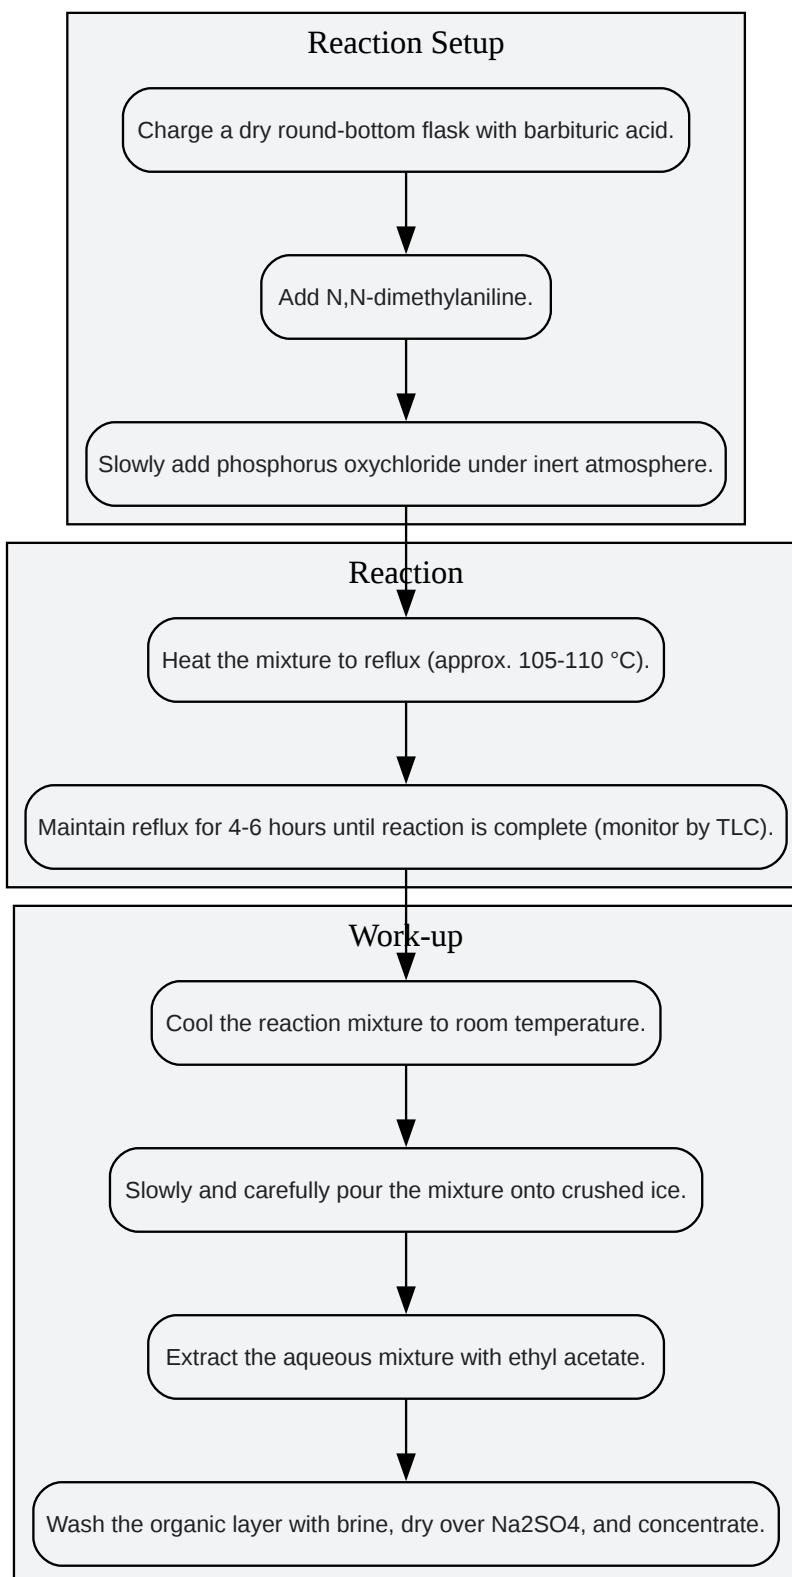 Reaction Setup
Charge a dry round-bottom flask with barbituric acid.
Add N,N-dimethylaniline.
Slowly add phosphorus oxychloride under inert atmosphere.
Reaction
Heat the mixture to reflux (approx. 105-110 °C).
Maintain reflux for 4-6 hours until reaction is complete (monitor by TLC).
Work-up
Cool the reaction mixture to room temperature.
Slowly and carefully pour the mixture onto crushed ice.
Extract the aqueous mixture with ethyl acetate.
Wash the organic layer with brine, dry over Na2SO4, and concentrate.